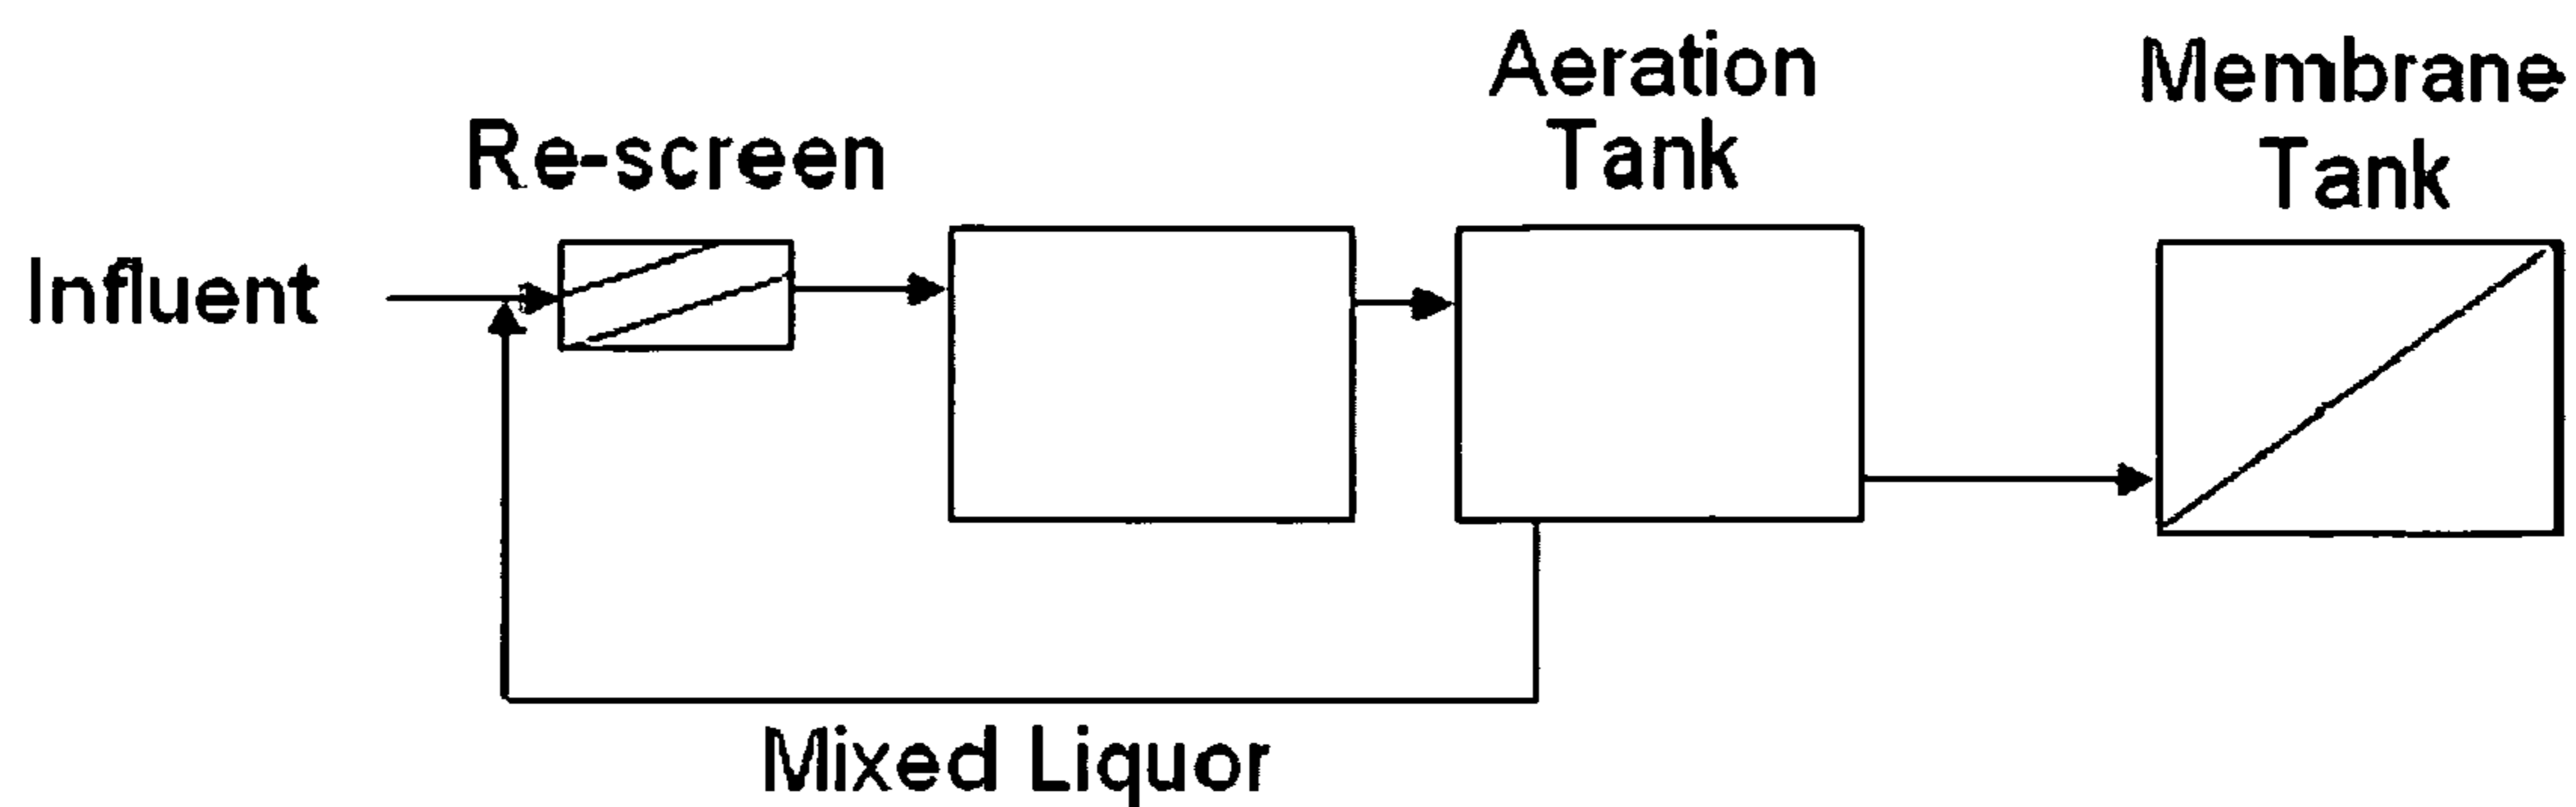 Aeration
Tank
Membrane
Tank
Re-screen
Influent
Mixed Liquor